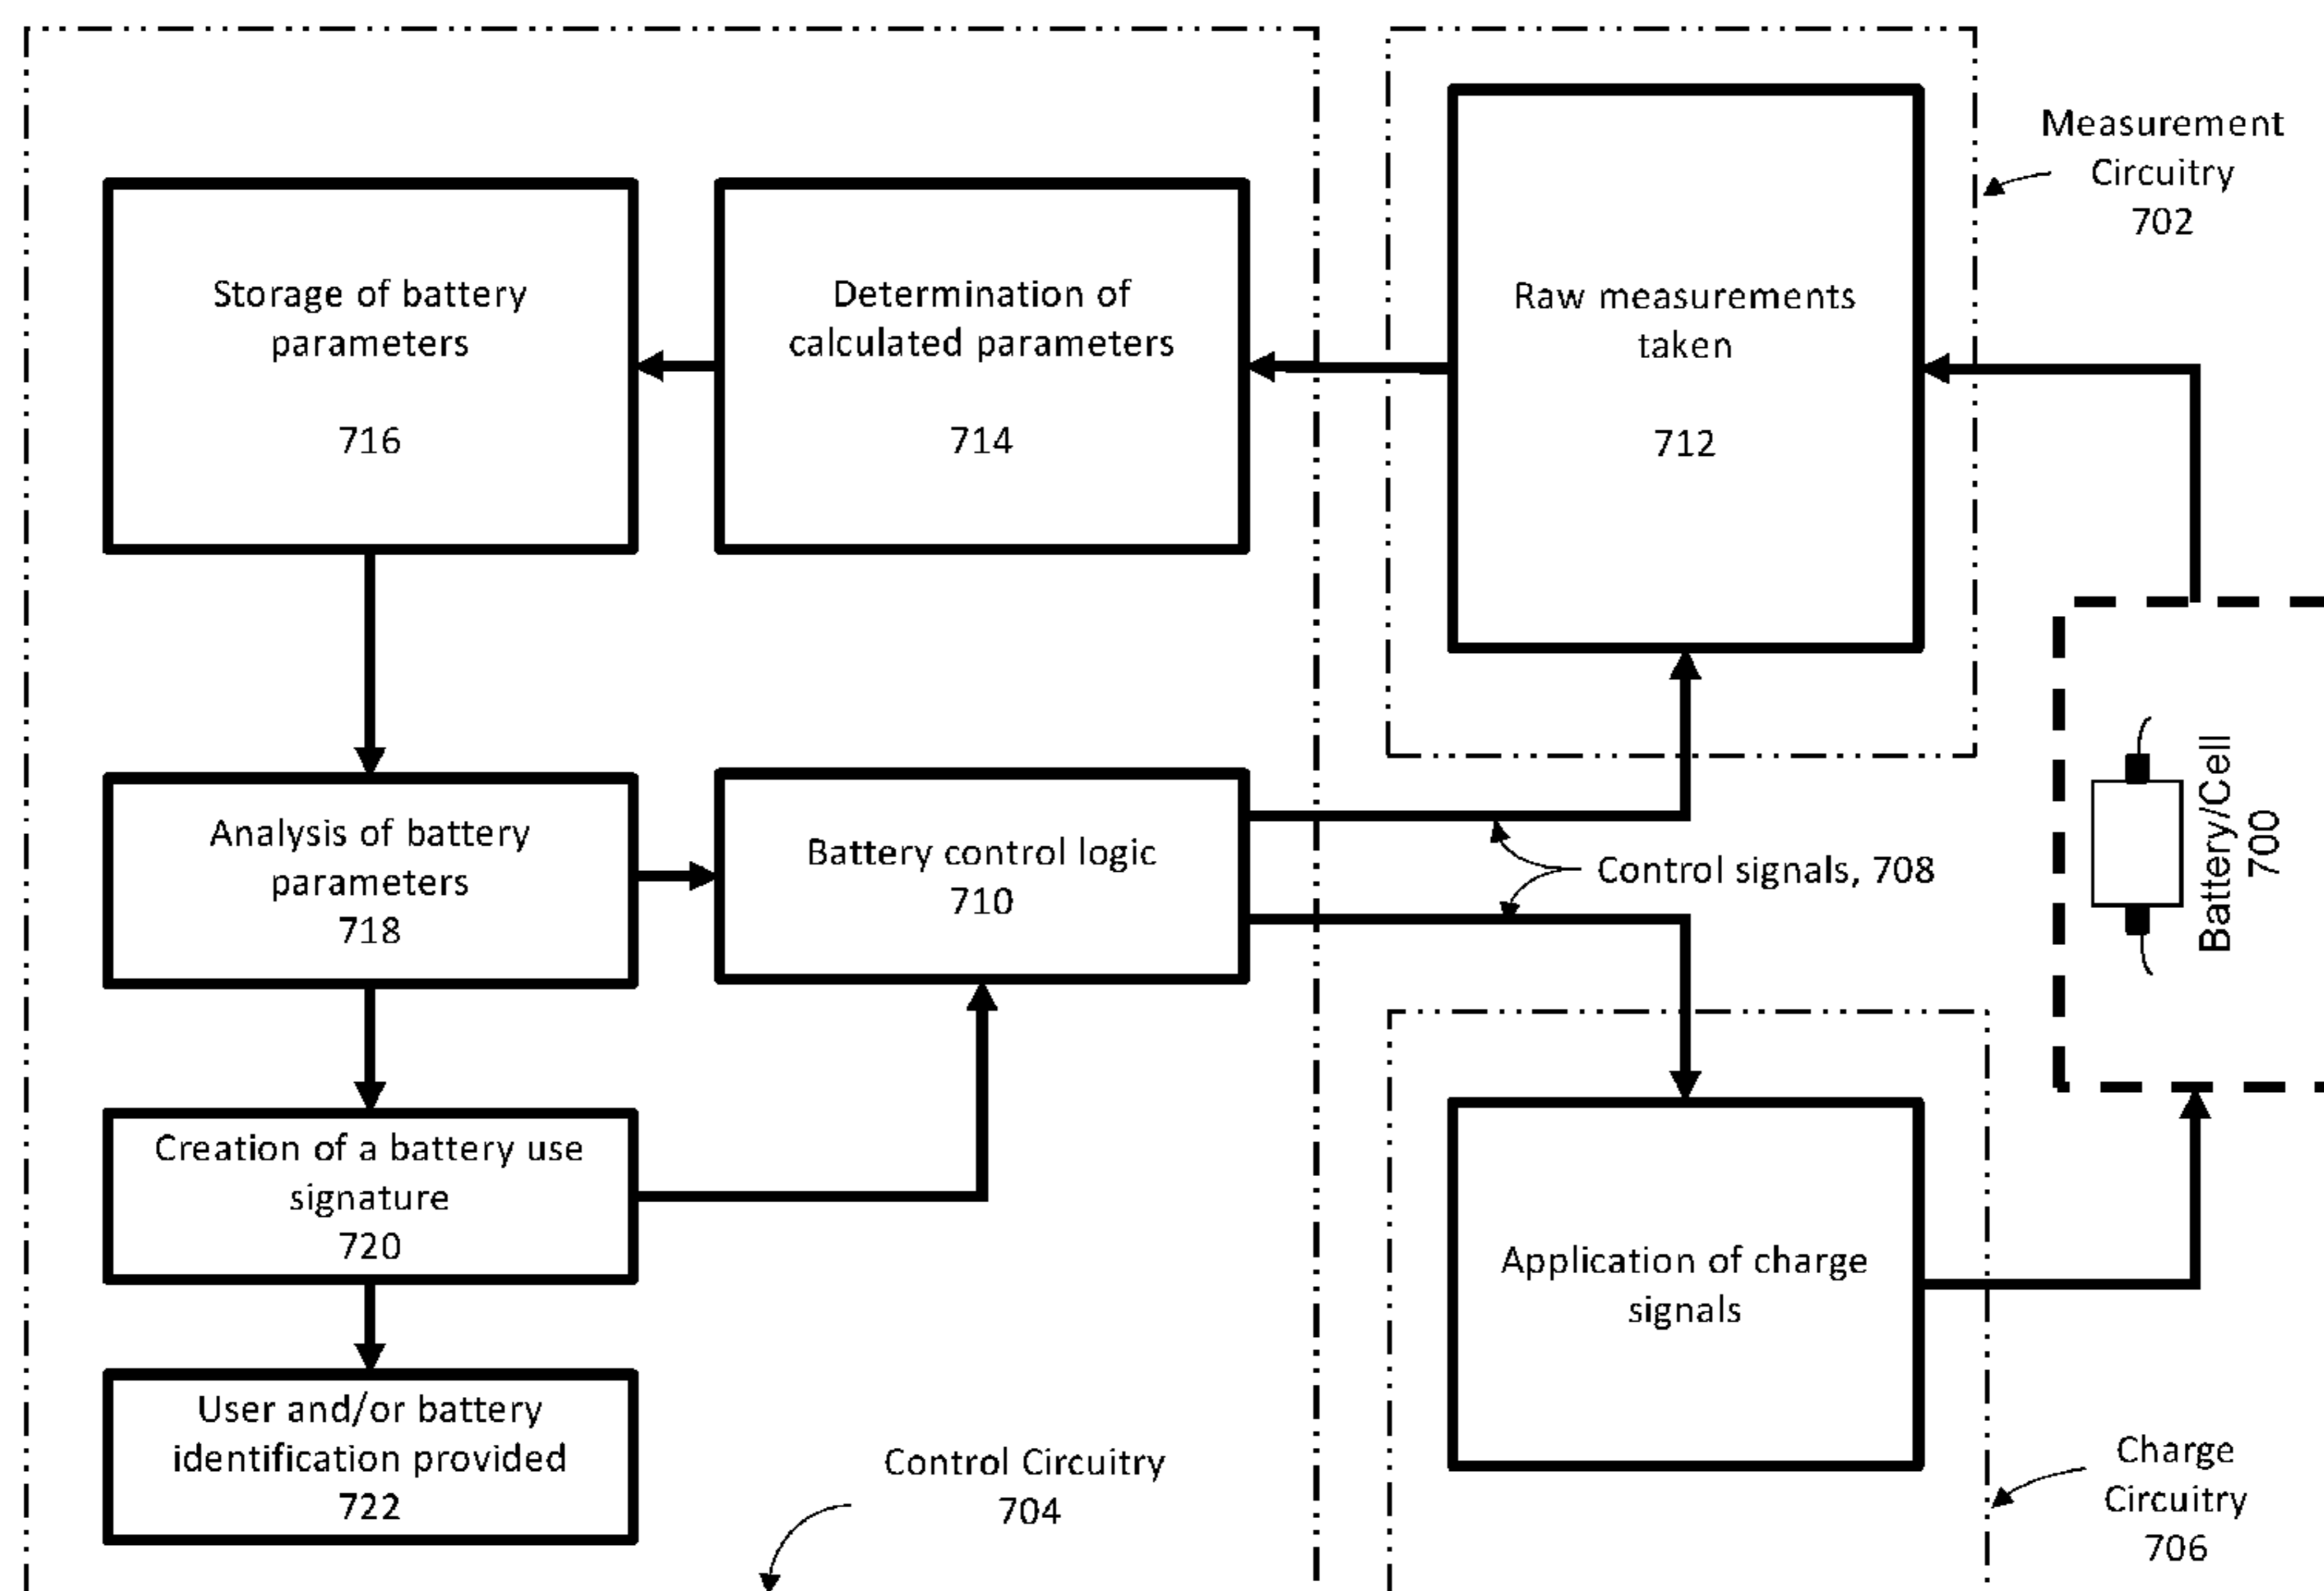 Measurement
Circuitry
702
Storage of battery
parameters
716
Determination of
calculated parameters
714
Raw measurements
taken
712
Analysis of battery
parameters
718
Battery control logic
710
Control signals, 708
Battery/Cell
700
Creation of a battery use
signature
720
Application of charge
signals
User and/or battery
identification provided
722
Control Circuitry
704
Charge
Circuitry
706